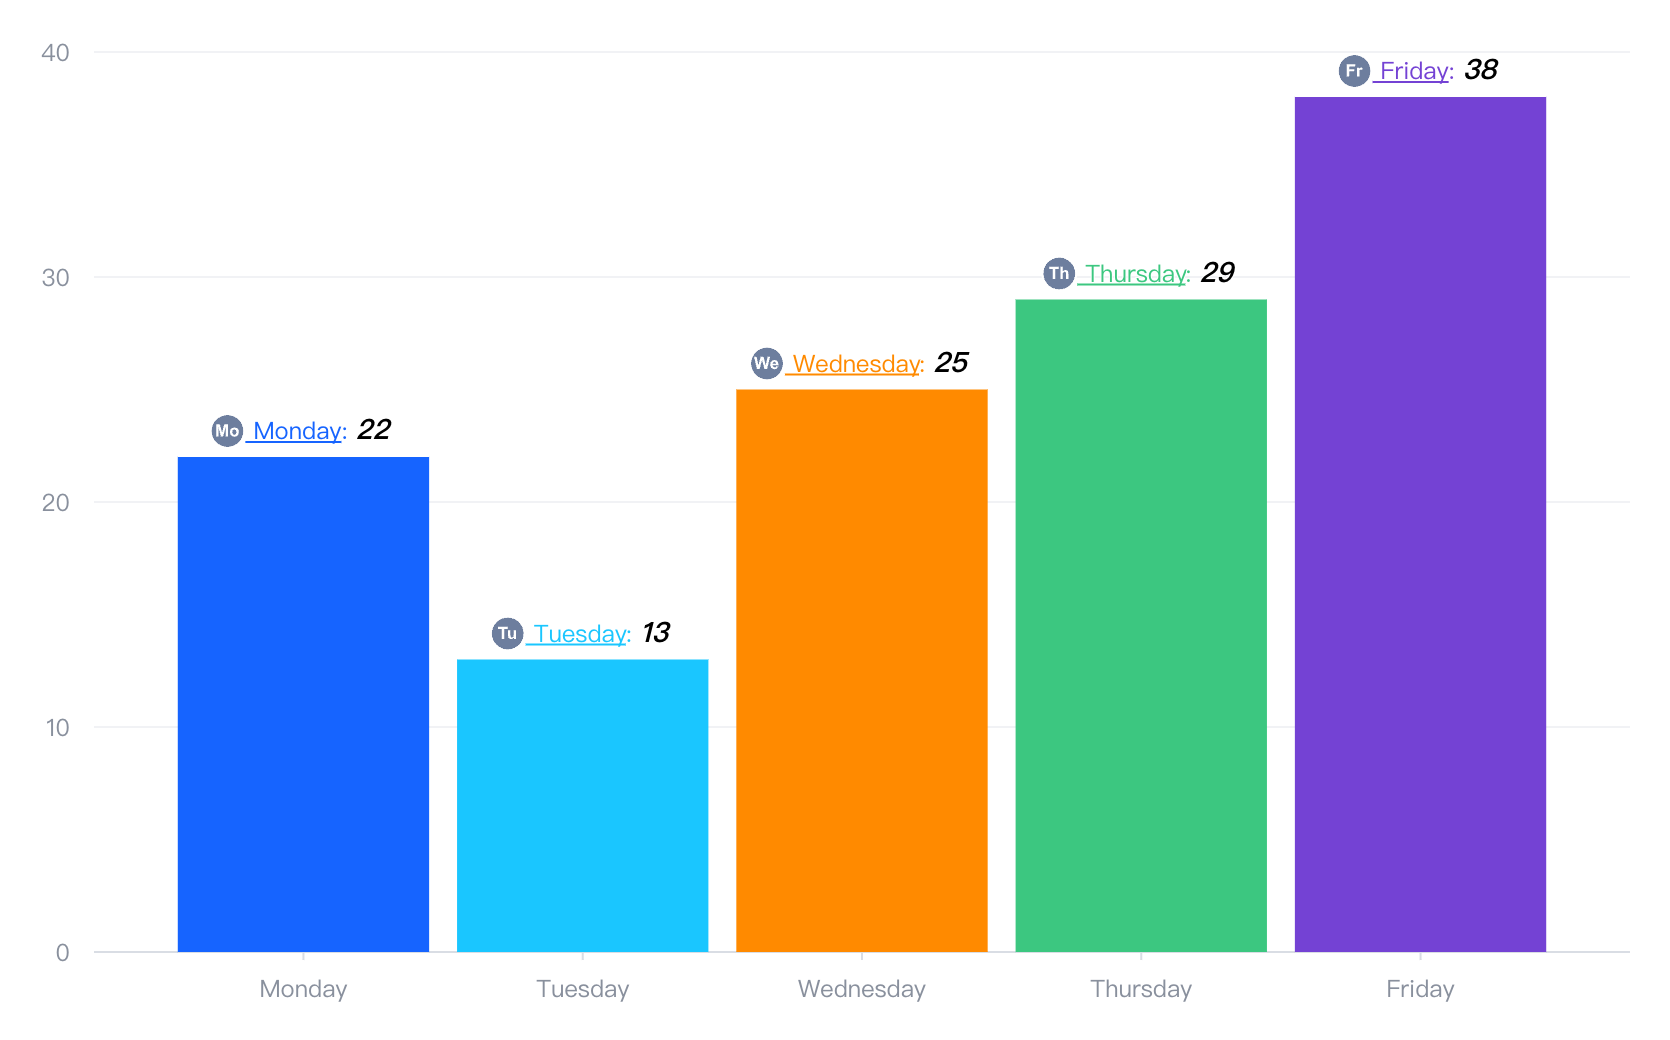 40
Fr Friday: 38
30
Th Thursday: 29
We Wednesday: 25
Mo Monday: 22
20
Tu Tuesday: 13
10
0
Monday Tuesday Wednesday Thursday Friday